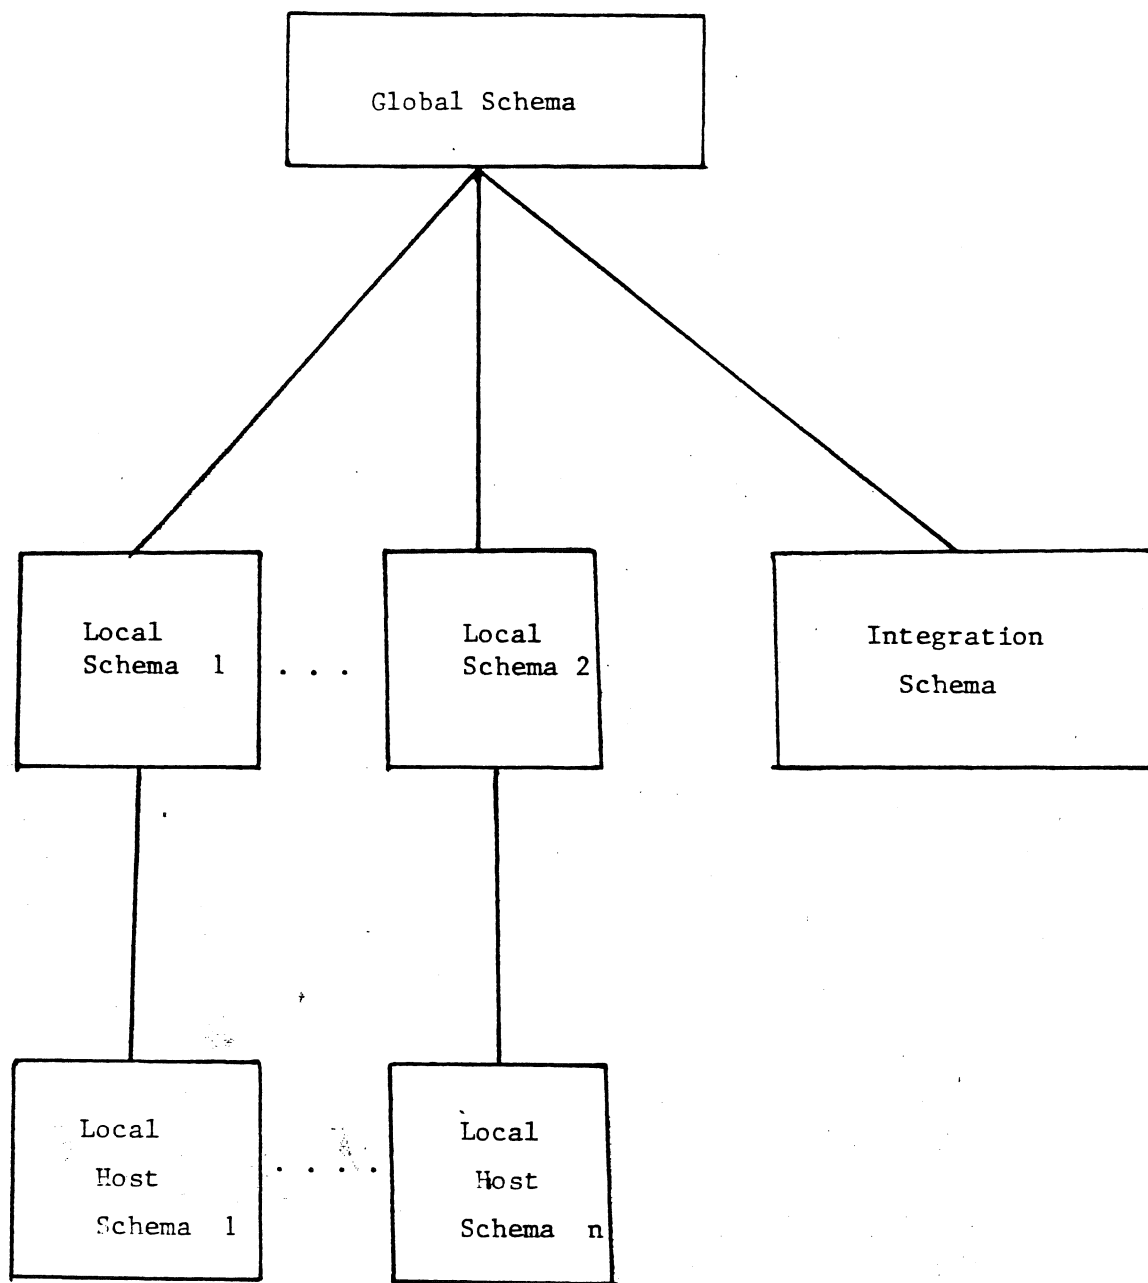 Global Schema
Local
Schema 1
. . .
Local
Schema 2
Integration
Schema
Local
Host
Schema 1
. . . .
Local
Host
Schema n